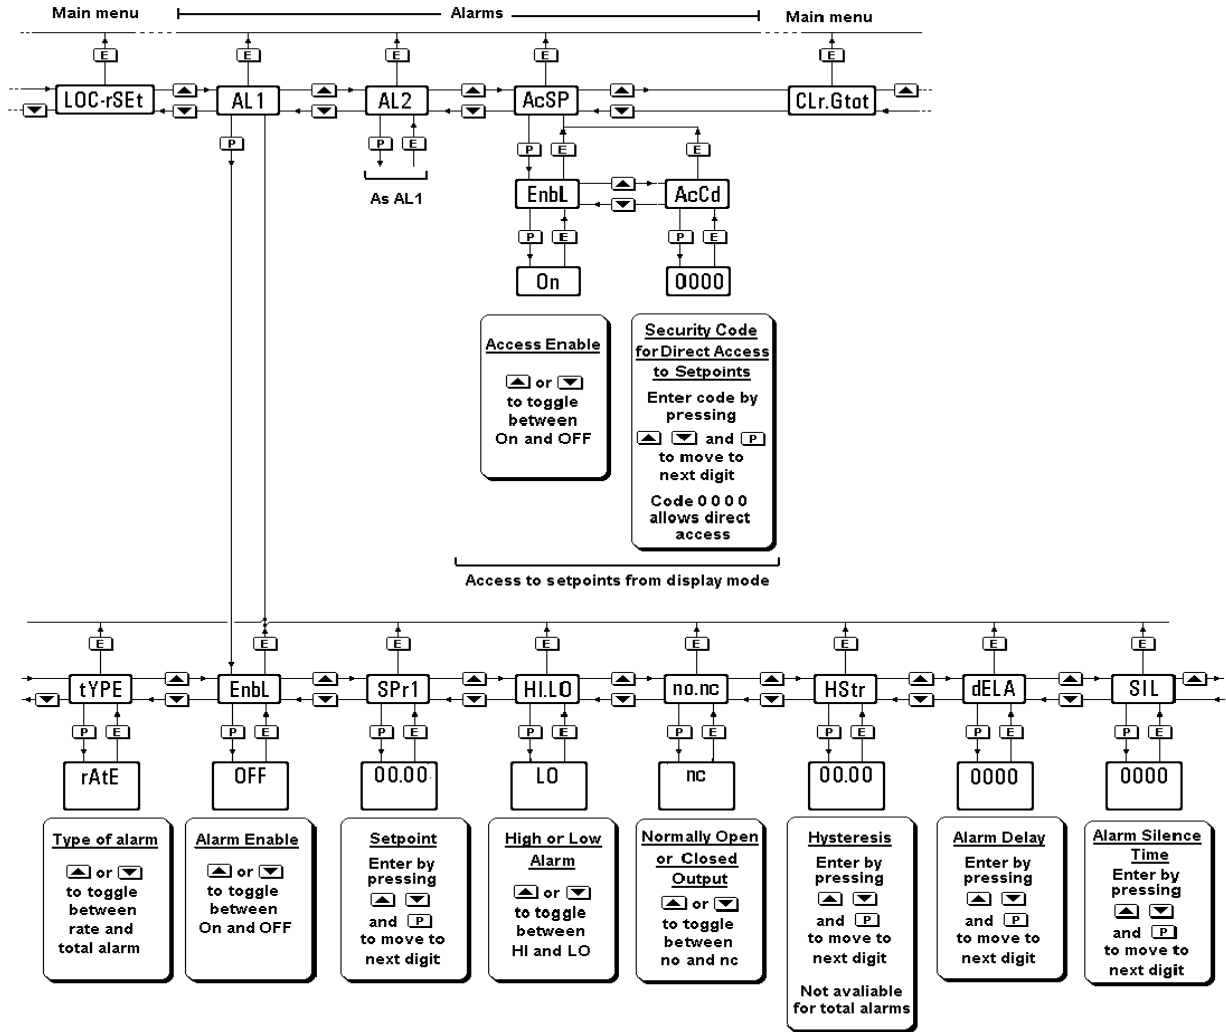 Main menu
Alarms
Main menu
E
E
E
E
E
LOC-rSEt
AL1
AL2
AcSP
CLr.Gtot
P
P
E
P
E
E
As AL1
EnbL
AcCd
P
E
P
E
On
0000
Access Enable
or
to toggle
between
On and OFF
Security Code
for Direct Access
to Setpoints
Enter code by
pressing
and P
to move to
next digit
Code 0 0 0 0
allows direct
access
Access to setpoints from display mode
E
E
E
E
E
E
E
E
tYPE
EnbL
SPr1
HI.LO
no.nc
HStr
dELA
SIL
P
E
P
E
P
E
P
E
P
E
P
E
P
E
P
E
rAtE
OFF
00.00
LO
nc
00.00
0000
0000
Type of alarm
or
to toggle
between
rate and
total alarm
Alarm Enable
or
to toggle
between
On and OFF
Setpoint
Enter by
pressing
and P
to move to
next digit
High or Low
Alarm
or
to toggle
between
HI and LO
Normally Open
or Closed
Output
or
to toggle
between
no and nc
Hysteresis
Enter by
pressing
and P
to move to
next digit
Not avaliable
for total alarms
Alarm Delay
Enter by
pressing
and P
to move to
next digit
Alarm Silence
Time
Enter by
pressing
and P
to move to
next digit